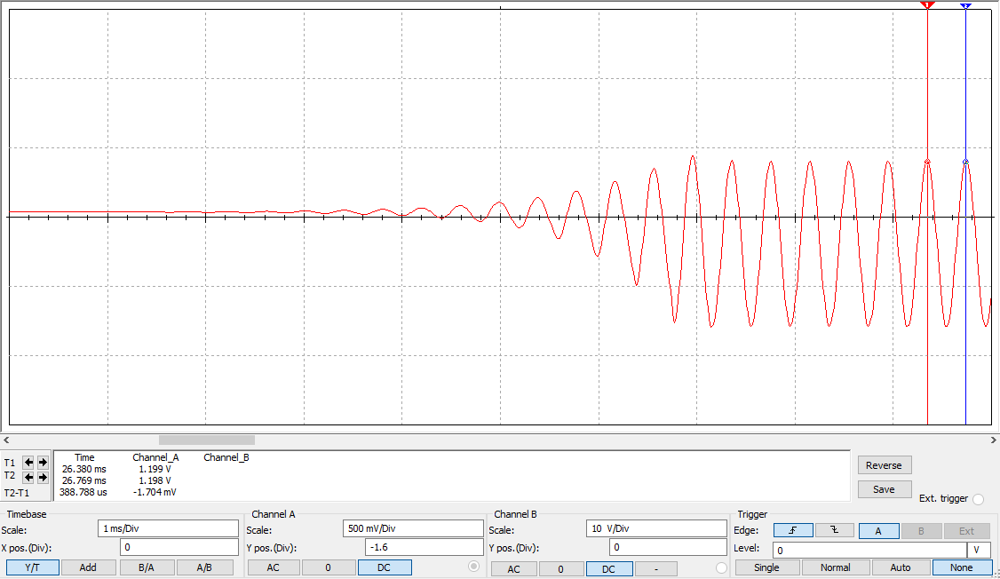 1 2
T1
T2
T2-T1
Time Channel_A Channel_B
26.380 ms 1.199 V
26.769 ms 1.198 V
388.788 us -1.704 mV
Reverse
Save
Ext. trigger
Timebase
Scale: 1 ms/Div
X pos.(Div): 0
Y/T Add B/A A/B
Channel A
Scale: 500 mV/Div
Y pos.(Div): -1.6
AC 0 DC
Channel B
Scale: 10 V/Div
Y pos.(Div): 0
AC 0 DC -
Trigger
Edge: A B Ext
Level: 0 V
Single Normal Auto None